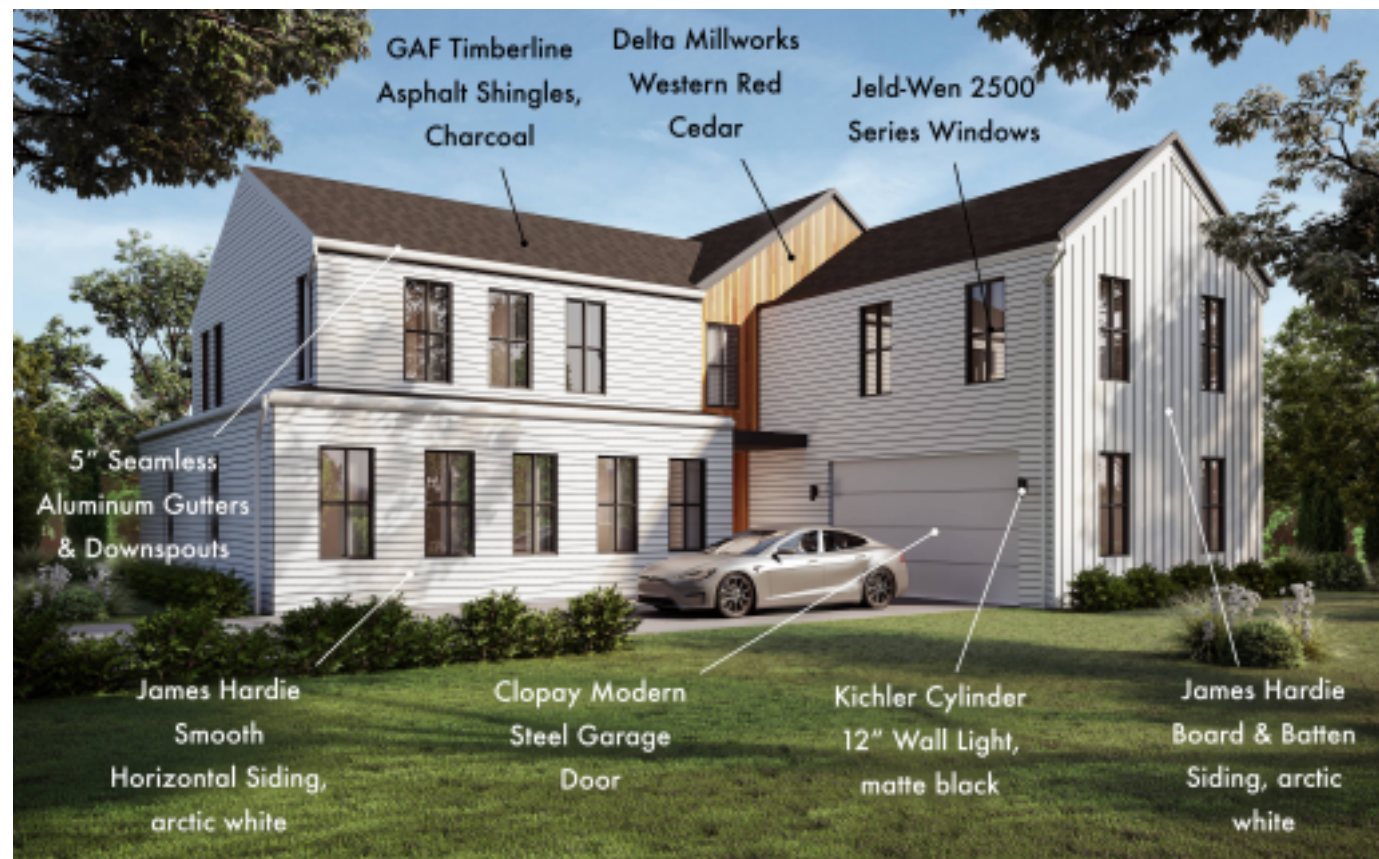 GAF Timberline
Asphalt Shingles,
Charcoal
Delta Millworks
Western Red
Cedar
Jeld-Wen 2500
Series Windows
5" Seamless
Aluminum Gutters
& Downspouts
James Hardie
Smooth
Horizontal Siding,
arctic white
Clopay Modern
Steel Garage
Door
Kichler Cylinder
12" Wall Light,
matte black
James Hardie
Board & Batten
Siding, arctic
white